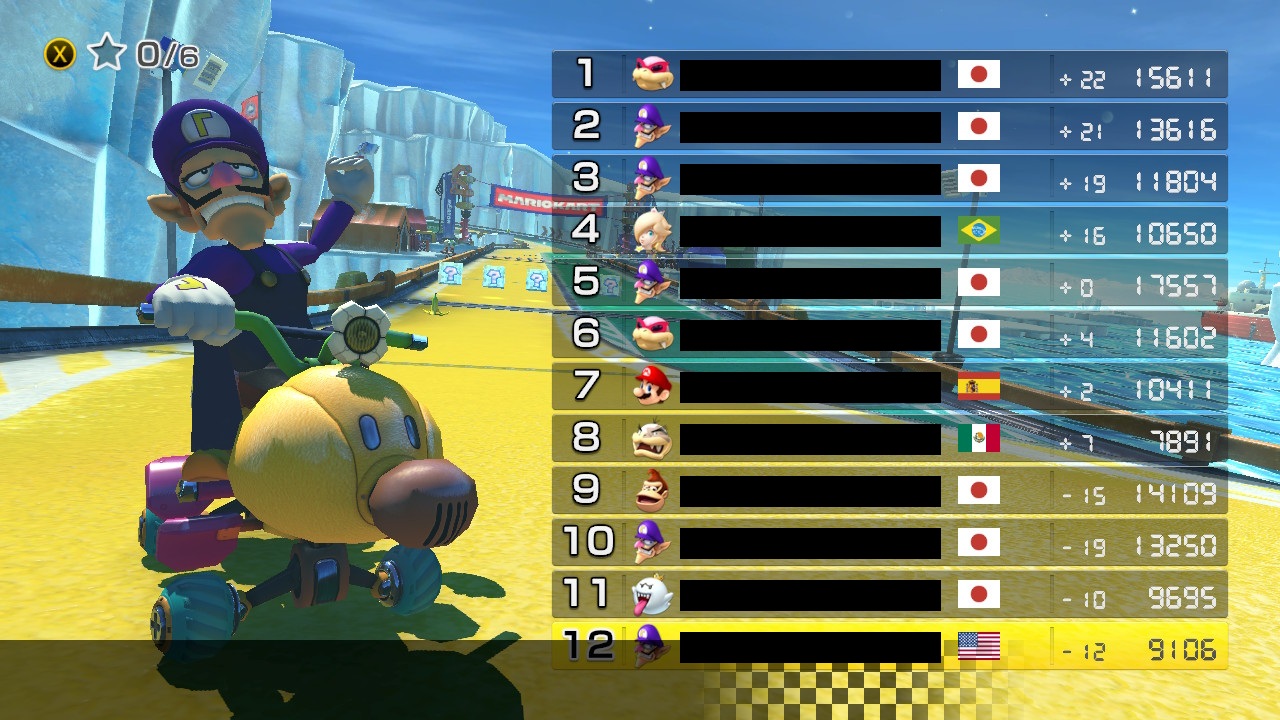 X 0/6
1 + 22 15611
2 + 21 13616
3 + 19 11804
4 + 16 10650
5 + 0 17557
6 + 4 11602
7 + 2 10411
8 + 7 7891
9 - 15 14109
10 - 19 13250
11 - 10 9695
12 - 12 9106
MARIOKART
? ? ? ?